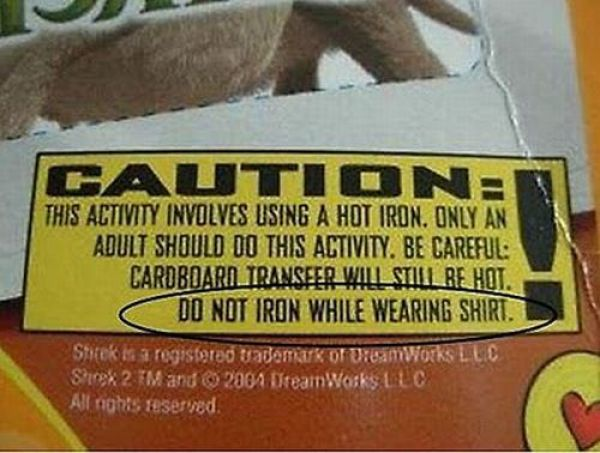 CAUTION:
THIS ACTIVITY INVOLVES USING A HOT IRON. ONLY AN
ADULT SHOULD DO THIS ACTIVITY. BE CAREFUL:
CARDBOARD TRANSFER WILL STILL BE HOT.
DO NOT IRON WHILE WEARING SHIRT.
!
Shrek is a registered trademark of DreamWorks L.L.C.
Shrek 2 TM and © 2004 DreamWorks L.L.C.
All rights reserved.